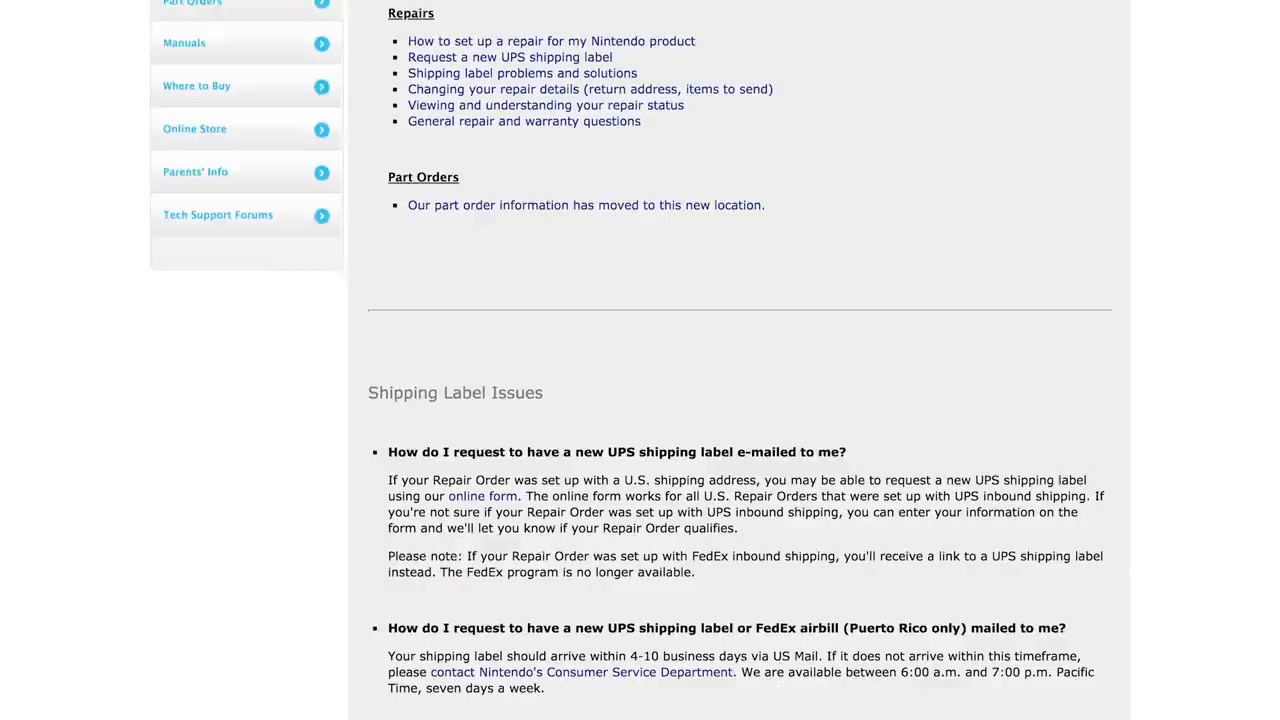 Part Orders
Manuals
Where to Buy
Online Store
Parents' Info
Tech Support Forums
Repairs
How to set up a repair for my Nintendo product
Request a new UPS shipping label
Shipping label problems and solutions
Changing your repair details (return address, items to send)
Viewing and understanding your repair status
General repair and warranty questions
Part Orders
Our part order information has moved to this new location.
Shipping Label Issues
How do I request to have a new UPS shipping label e-mailed to me?
If your Repair Order was set up with a U.S. shipping address, you may be able to request a new UPS shipping label
using our online form. The online form works for all U.S. Repair Orders that were set up with UPS inbound shipping. If
you're not sure if your Repair Order was set up with UPS inbound shipping, you can enter your information on the
form and we'll let you know if your Repair Order qualifies.
Please note: If your Repair Order was set up with FedEx inbound shipping, you'll receive a link to a UPS shipping label
instead. The FedEx program is no longer available.
How do I request to have a new UPS shipping label or FedEx airbill (Puerto Rico only) mailed to me?
Your shipping label should arrive within 4-10 business days via US Mail. If it does not arrive within this timeframe,
please contact Nintendo's Consumer Service Department. We are available between 6:00 a.m. and 7:00 p.m. Pacific
Time, seven days a week.